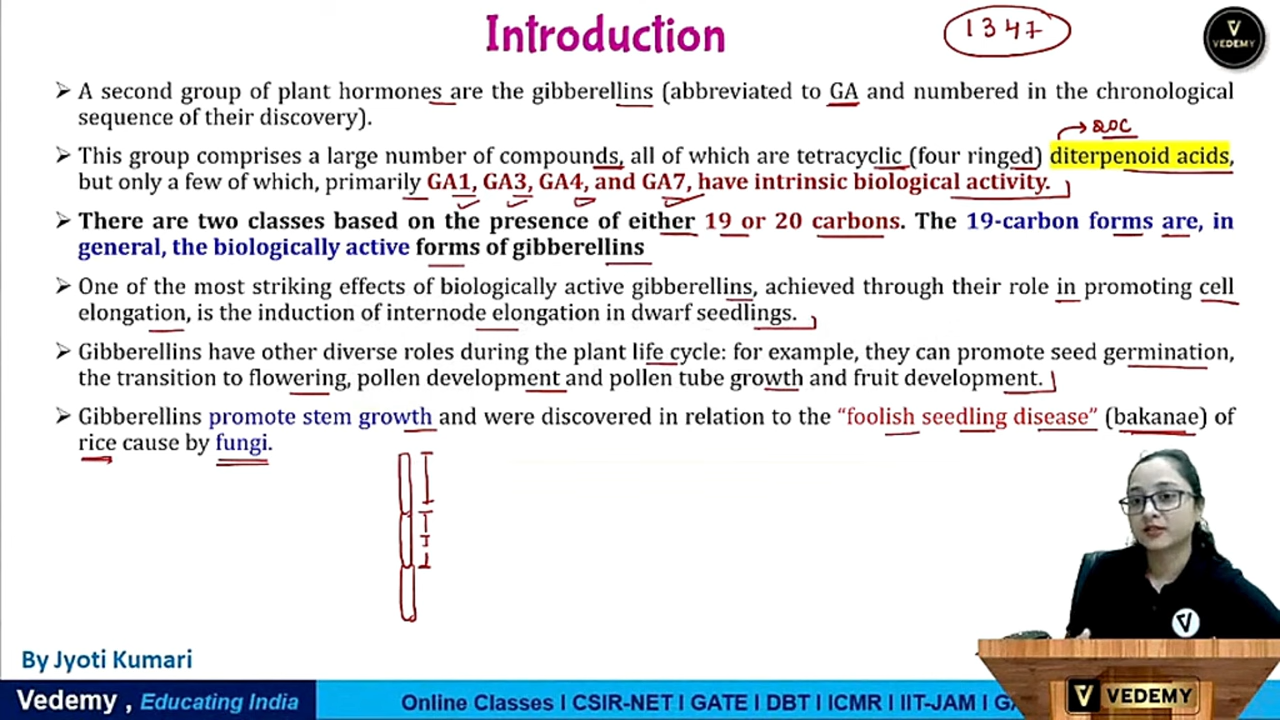 Introduction
1347
VEDEMY
➢ A second group of plant hormones are the gibberellins (abbreviated to GA and numbered in the chronological
sequence of their discovery).
20C
➢ This group comprises a large number of compounds, all of which are tetracyclic (four ringed) diterpenoid acids,
but only a few of which, primarily GA1, GA3, GA4, and GA7, have intrinsic biological activity.
➢ There are two classes based on the presence of either 19 or 20 carbons. The 19-carbon forms are, in
general, the biologically active forms of gibberellins
➢ One of the most striking effects of biologically active gibberellins, achieved through their role in promoting cell
elongation, is the induction of internode elongation in dwarf seedlings.
➢ Gibberellins have other diverse roles during the plant life cycle: for example, they can promote seed germination,
the transition to flowering, pollen development and pollen tube growth and fruit development.
➢ Gibberellins promote stem growth and were discovered in relation to the “foolish seedling disease” (bakanae) of
rice cause by fungi.
By Jyoti Kumari
Vedemy , Educating India
Online Classes I CSIR-NET I GATE I DBT I ICMR I IIT-JAM I GA
VEDEMY